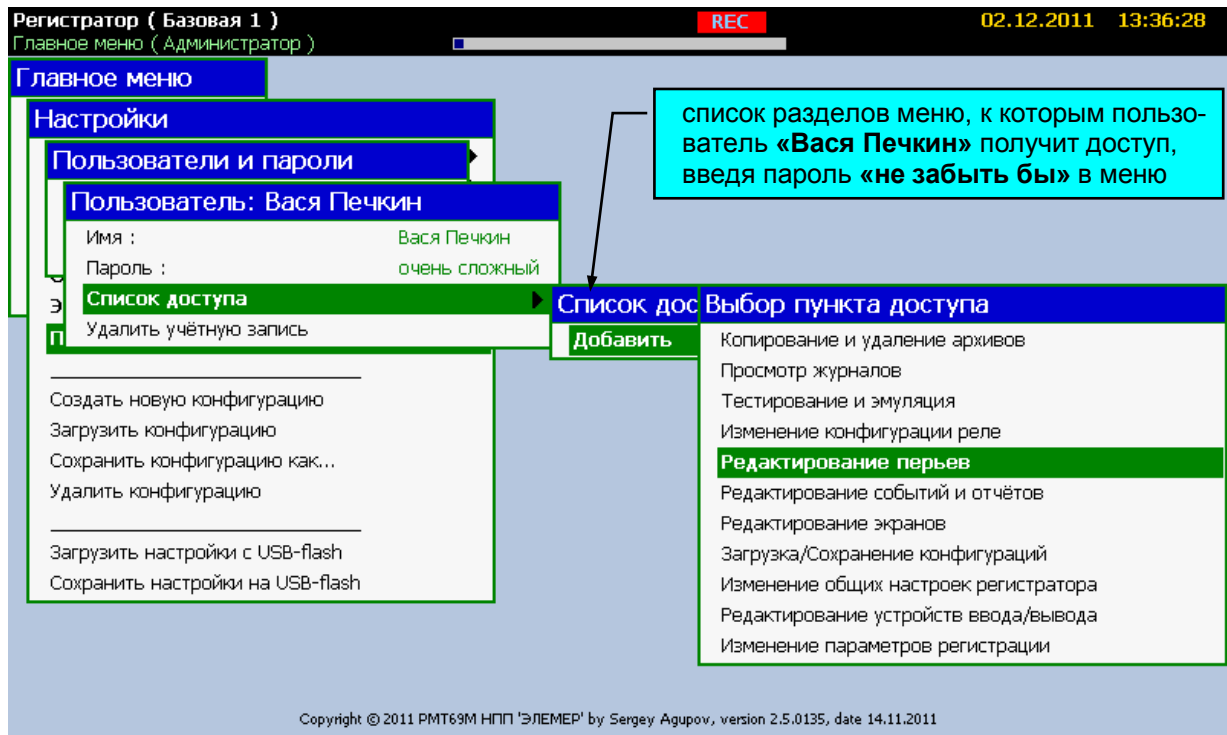 Регистратор ( Базовая 1 )
REC
02.12.2011 13:36:28
Главное меню ( Администратор )
Главное меню
Настройки
Пользователи и пароли
Пользователь: Вася Печкин
Имя : Вася Печкин
Пароль : очень сложный
Список доступа
Удалить учётную запись
список разделов меню, к которым пользо-
ватель «Вася Печкин» получит доступ,
введя пароль «не забыть бы» в меню
Создать новую конфигурацию
Загрузить конфигурацию
Сохранить конфигурацию как...
Удалить конфигурацию
Загрузить настройки с USB-flash
Сохранить настройки на USB-flash
Список дос
Добавить
Выбор пункта доступа
Копирование и удаление архивов
Просмотр журналов
Тестирование и эмуляция
Изменение конфигурации реле
Редактирование перьев
Редактирование событий и отчётов
Редактирование экранов
Загрузка/Сохранение конфигураций
Изменение общих настроек регистратора
Редактирование устройств ввода/вывода
Изменение параметров регистрации
Copyright © 2011 РМТ69М НПП 'ЭЛЕМЕР' by Sergey Agupov, version 2.5.0135, date 14.11.2011